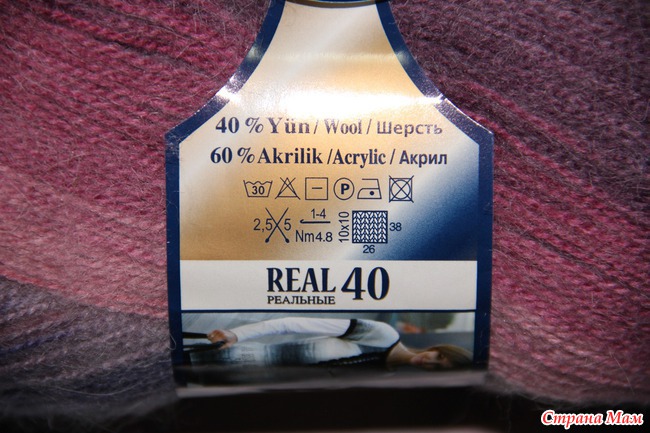 40 % Yün / Wool / Шерсть
60 % Akrilik / Acrylic / Акрил
30 P
2,5 5 1-4 Nm4.8 10x10 38
26
REAL 40
РЕАЛЬНЫЕ
Страна Мам